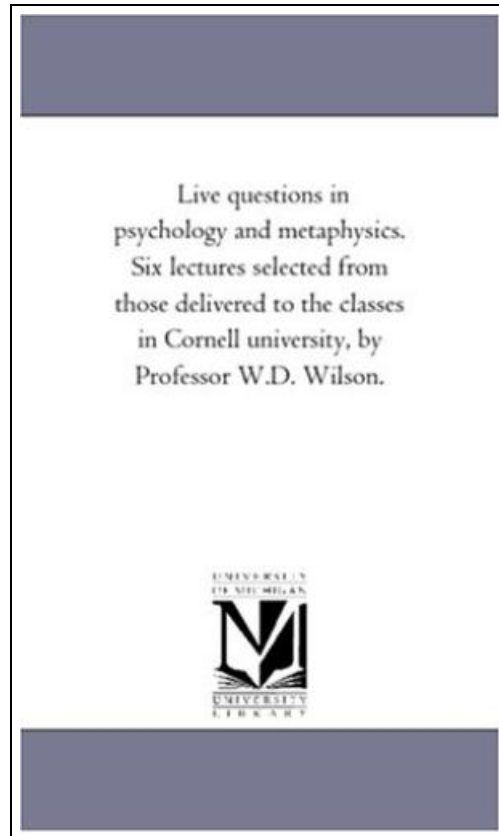 Live questions in
psychology and metaphysics.
Six lectures selected from
those delivered to the classes
in Cornell university, by
Professor W.D. Wilson.
UNIVERSITY
OF MICHIGAN
UNIVERSITY
LIBRARY